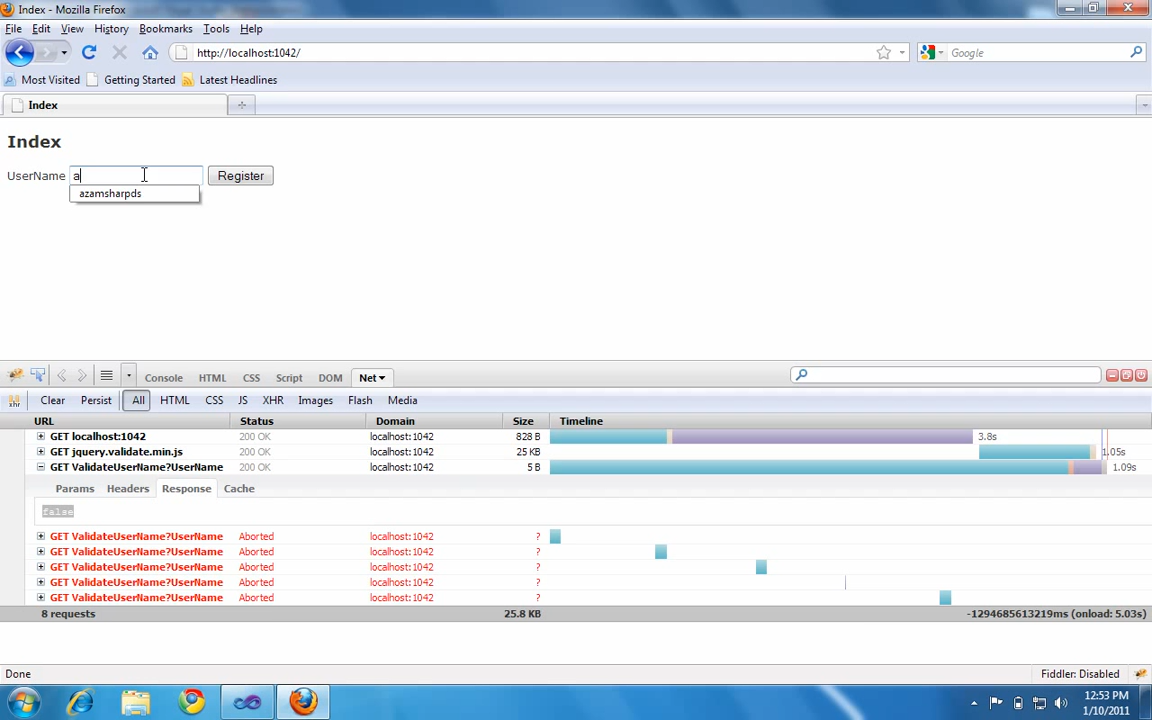 Index - Mozilla Firefox
File Edit View History Bookmarks Tools Help
http://localhost:1042/ Google
Most Visited Getting Started Latest Headlines
Index
Index
UserName a Register
azamsharpds
Console HTML CSS Script DOM Net
xhr Clear Persist All HTML CSS JS XHR Images Flash Media
URL Status Domain Size Timeline
GET localhost:1042 200 OK localhost:1042 828 B 3.8s
GET jquery.validate.min.js 200 OK localhost:1042 25 KB 1.05s
GET ValidateUserName?UserName 200 OK localhost:1042 5 B 1.09s
Params Headers Response Cache
false
GET ValidateUserName?UserName Aborted localhost:1042 ?
GET ValidateUserName?UserName Aborted localhost:1042 ?
GET ValidateUserName?UserName Aborted localhost:1042 ?
GET ValidateUserName?UserName Aborted localhost:1042 ?
GET ValidateUserName?UserName Aborted localhost:1042 ?
8 requests 25.8 KB -1294685613219ms (onload: 5.03s)
Done Fiddler: Disabled
12:53 PM
1/10/2011